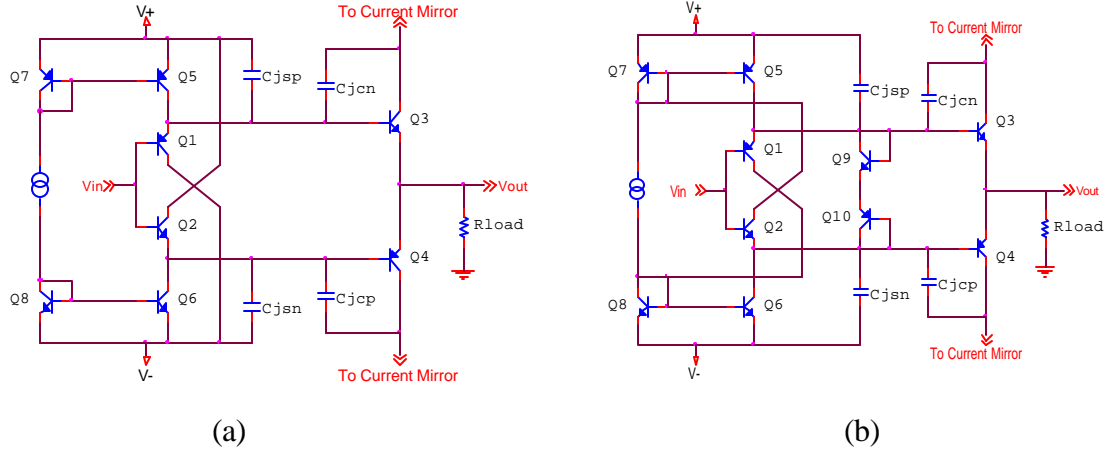 V+
To Current Mirror
Q7
Q5
Cjsp
Cjcn
Q3
Q1
Vin
Vout
Q2
Rload
Q4
Q8
Q6
Cjsn
Cjcp
V-
To Current Mirror
(a)
V+
To Current Mirror
Q7
Q5
Cjsp
Cjcn
Q3
Q1
Q9
Vin
Vout
Q10
Q2
Rload
Q4
Q8
Q6
Cjsn
Cjcp
To Current Mirror
V-
(b)